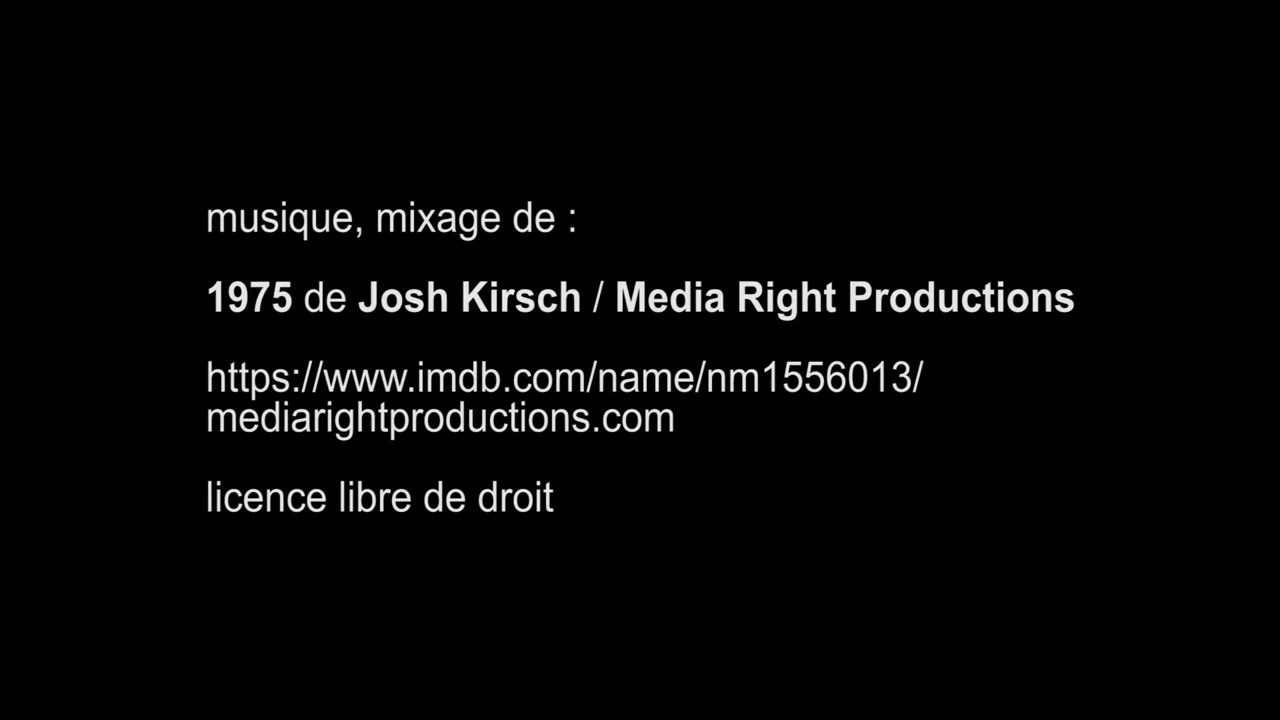 musique, mixage de :
1975 de Josh Kirsch / Media Right Productions
https://www.imdb.com/name/nm1556013/
mediarightproductions.com
licence libre de droit